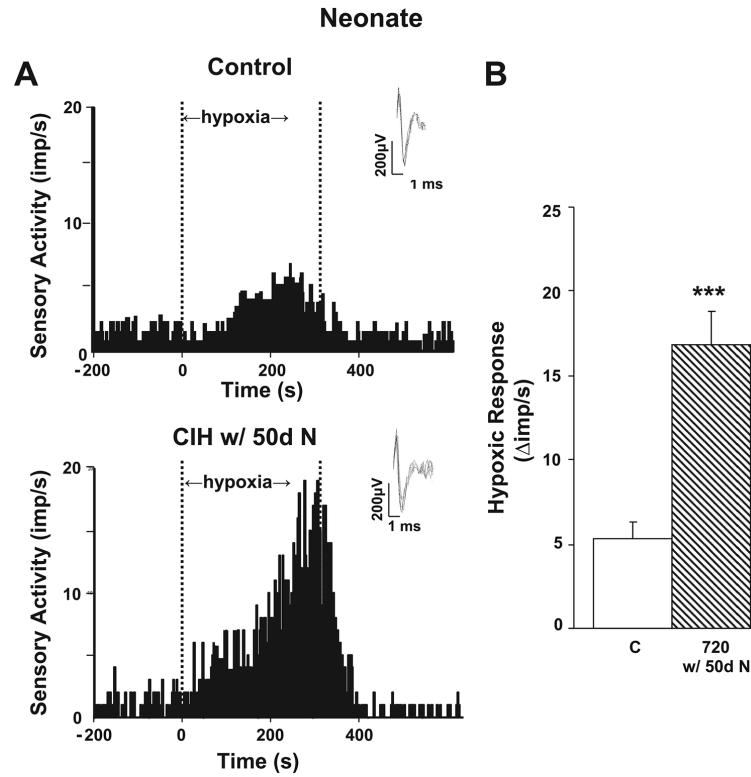 Neonate
A
Control
Sensory Activity (imp/s)
20
10
0
←hypoxia→
200µV
1 ms
-200 0 200 400
Time (s)
CIH w/ 50d N
Sensory Activity (imp/s)
20
10
0
←hypoxia→
200µV
1 ms
-200 0 200 400
Time (s)
B
Hypoxic Response
(Δimp/s)
25
20
15
10
5
0
***
C
720
w/ 50d N